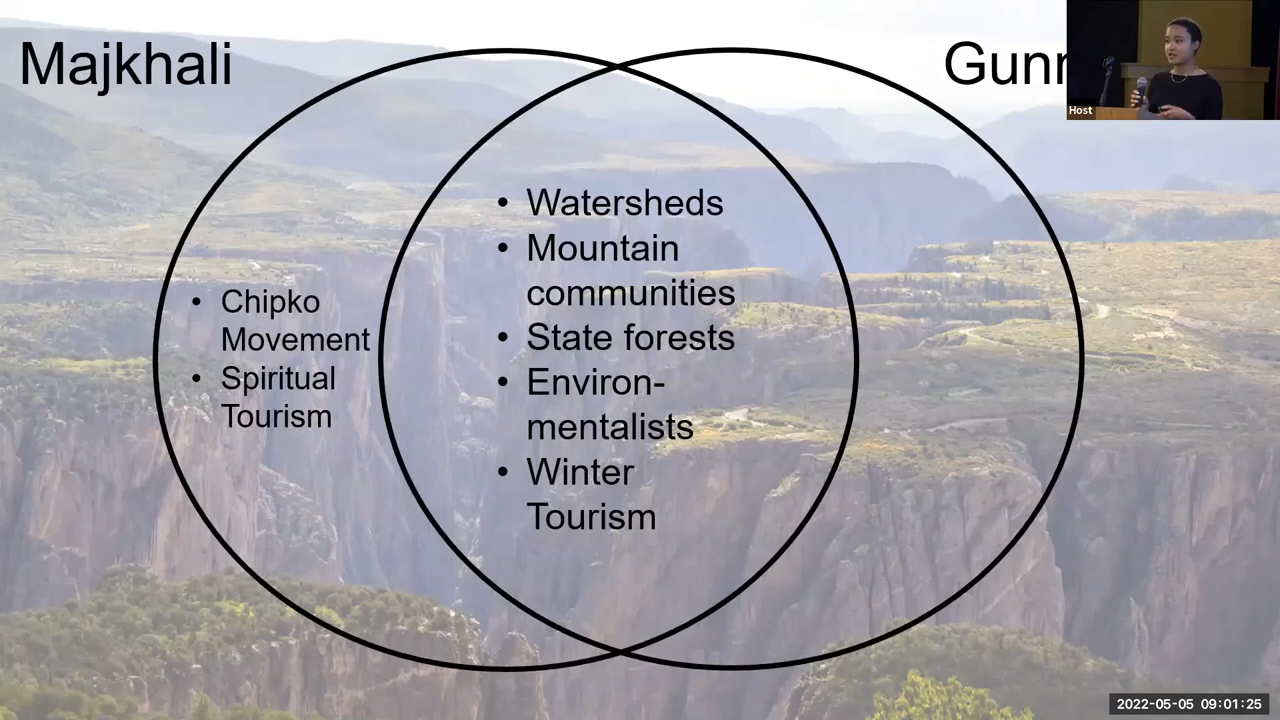 Majkhali
Gunn
Host
• Watersheds
• Mountain
communities
• State forests
• Environ-
mentalists
• Winter
Tourism
• Chipko
Movement
• Spiritual
Tourism
2022-05-05 09:01:25